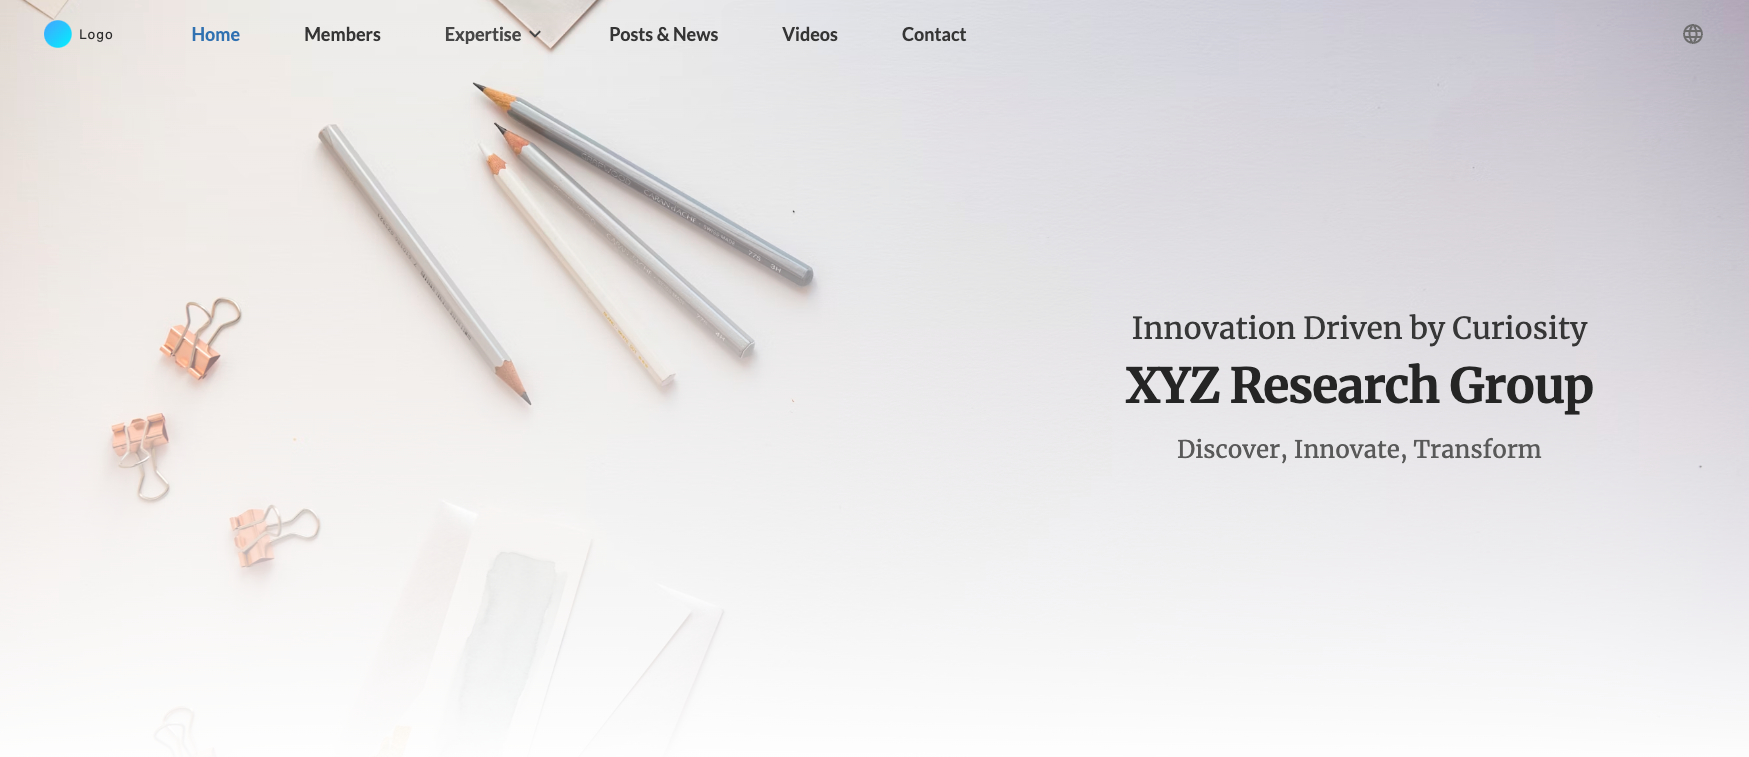 Logo
Home Members Expertise Posts & News Videos Contact
Innovation Driven by Curiosity
XYZ Research Group
Discover, Innovate, Transform